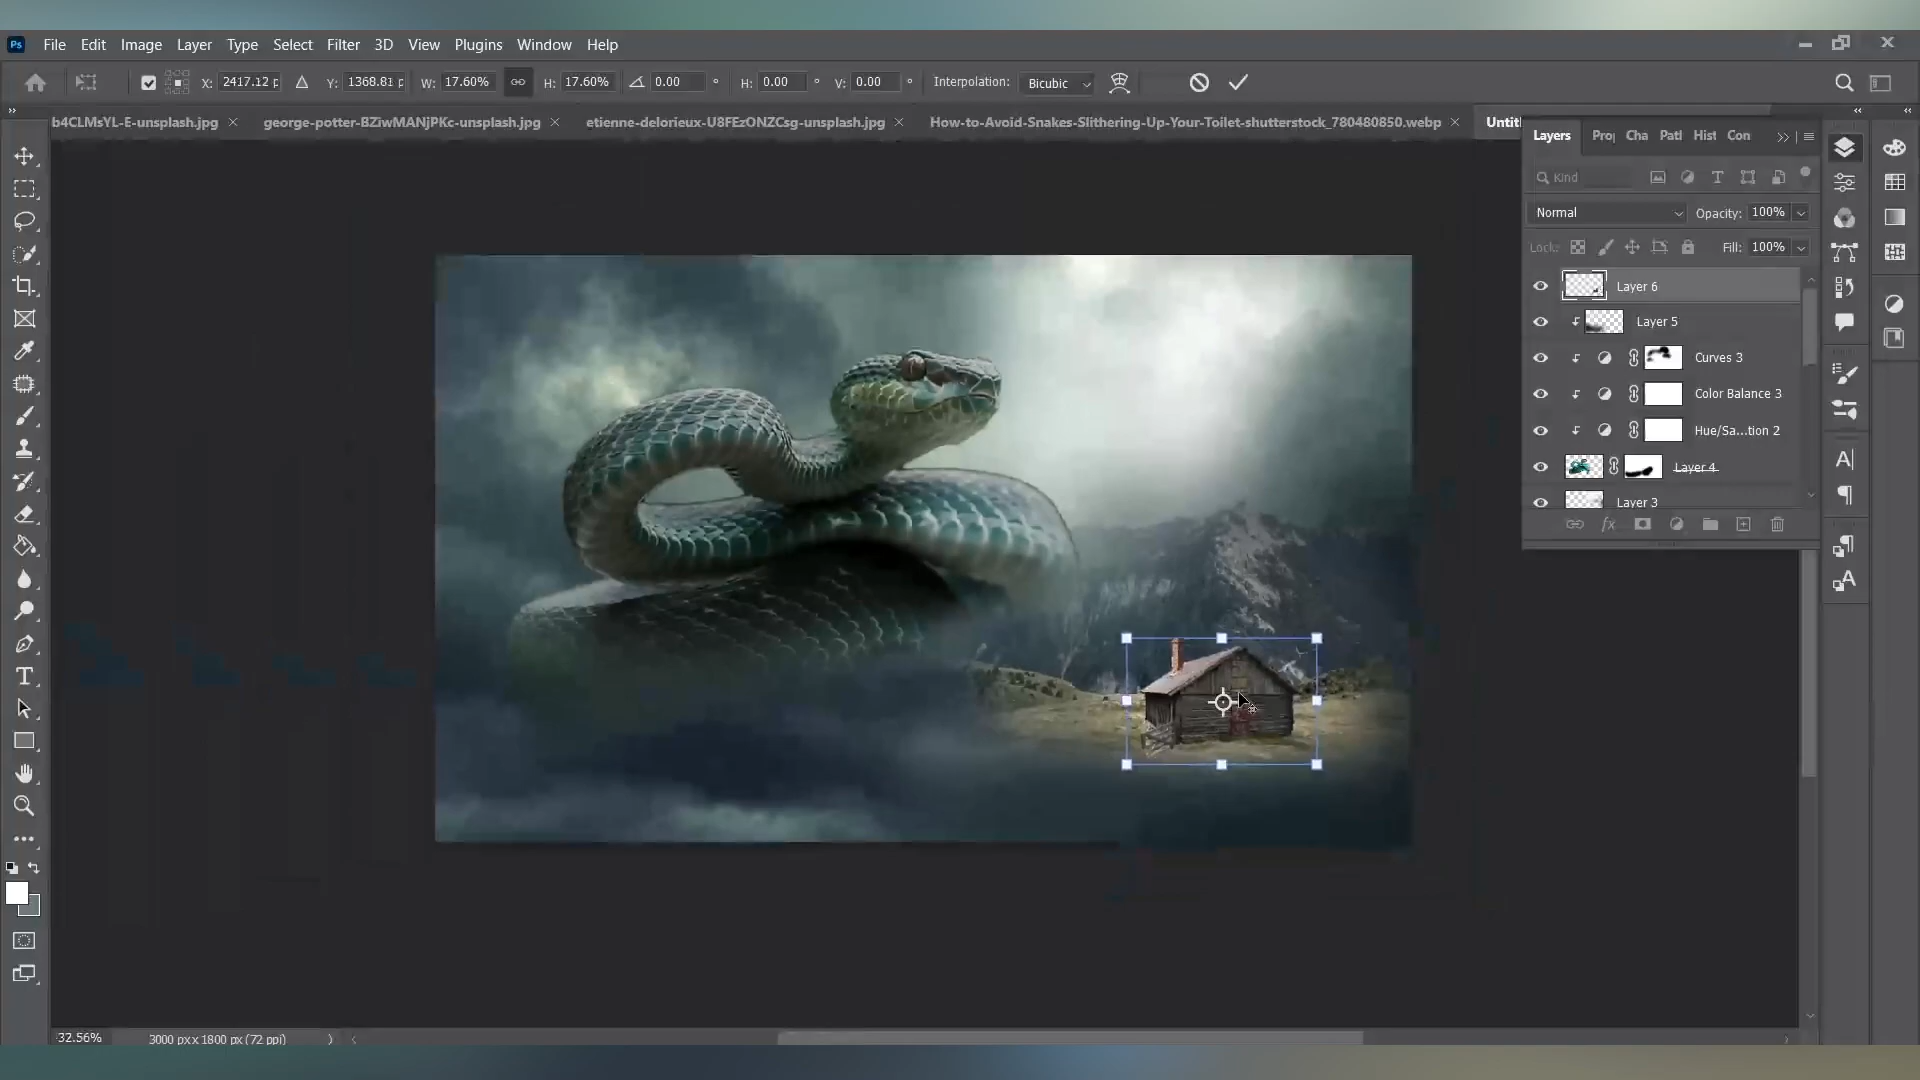 Ps File Edit Image Layer Type Select Filter 3D View Plugins Window Help
X: 2417.12 p Y: 1368.81 p W: 17.60% H: 17.60% 0.00 ° H: 0.00 ° V: 0.00 ° Interpolation: Bicubic
b4CLMsYL-E-unsplash.jpg × george-potter-BZiwMANjPKc-unsplash.jpg × etienne-delorieux-U8FEzONZCsg-unsplash.jpg × How-to-Avoid-Snakes-Slithering-Up-Your-Toilet-shutterstock_780480850.webp × Untitl
Layers Pro Cha Patl Hist Con
Kind
Normal Opacity: 100%
Lock: Fill: 100%
Layer 6
Layer 5
Curves 3
Color Balance 3
Hue/Sa...tion 2
Layer 4
Layer 3
32.56% 3000 px x 1800 px (72 ppi)